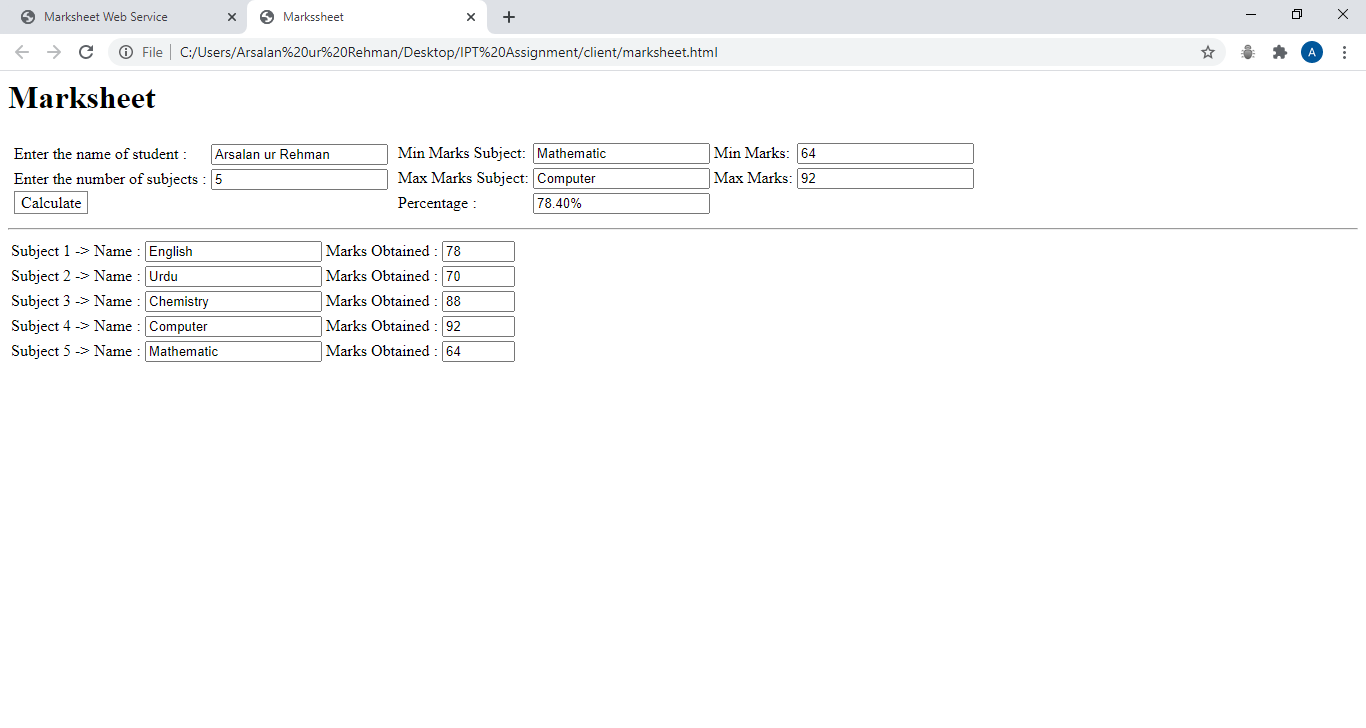 Marksheet Web Service
Markssheet
File
C:/Users/Arsalan%20ur%20Rehman/Desktop/IPT%20Assignment/client/marksheet.html
A
Marksheet
Enter the name of student : Arsalan ur Rehman Min Marks Subject: Mathematic Min Marks: 64
Enter the number of subjects : 5 Max Marks Subject: Computer Max Marks: 92
Calculate Percentage : 78.40%
Subject 1 -> Name : English Marks Obtained : 78
Subject 2 -> Name : Urdu Marks Obtained : 70
Subject 3 -> Name : Chemistry Marks Obtained : 88
Subject 4 -> Name : Computer Marks Obtained : 92
Subject 5 -> Name : Mathematic Marks Obtained : 64